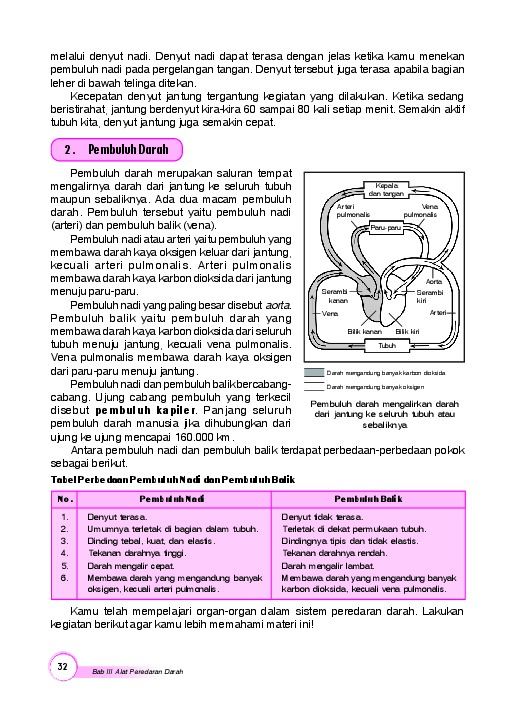 melalui denyut nadi. Denyut nadi dapat terasa dengan jelas ketika kamu menekan
pembuluh nadi pada pergelangan tangan. Denyut tersebut juga terasa apabila bagian
leher di bawah telinga ditekan.
Kecepatan denyut jantung tergantung kegiatan yang dilakukan. Ketika sedang
beristirahat, jantung berdenyut kira-kira 60 sampai 80 kali setiap menit. Semakin aktif
tubuh kita, denyut jantung juga semakin cepat.
2. Pembuluh Darah
Pembuluh darah merupakan saluran tempat
mengalirnya darah dari jantung ke seluruh tubuh
maupun sebaliknya. Ada dua macam pembuluh
darah. Pembuluh tersebut yaitu pembuluh nadi
(arteri) dan pembuluh balik (vena).
Pembuluh nadi atau arteri yaitu pembuluh yang
membawa darah kaya oksigen keluar dari jantung,
kecuali arteri pulmonalis. Arteri pulmonalis
membawa darah kaya karbon dioksida dari jantung
menuju paru-paru.
Pembuluh nadi yang paling besar disebut aorta.
Pembuluh balik yaitu pembuluh darah yang
membawa darah kaya karbon dioksida dari seluruh
tubuh menuju jantung, kecuali vena pulmonalis.
Vena pulmonalis membawa darah kaya oksigen
dari paru-paru menuju jantung.
Pembuluh nadi dan pembuluh balik bercabang-
cabang. Ujung cabang pembuluh yang terkecil
disebut pembuluh kapiler. Panjang seluruh
pembuluh darah manusia jika dihubungkan dari
ujung ke ujung mencapai 160.000 km.
Kepala
dan tangan
Arteri
pulmonalis
Vena
pulmonalis
Paru-paru
Aorta
Serambi
kanan
Serambi
kiri
Vena
Arteri
Bilik kanan
Bilik kiri
Tubuh
Darah mengandung banyak karbon dioksida
Darah mengandung banyak oksigen
Pembuluh darah mengalirkan darah
dari jantung ke seluruh tubuh atau
sebaliknya
Antara pembuluh nadi dan pembuluh balik terdapat perbedaan-perbedaan pokok
sebagai berikut.
Tabel Perbedaan Pembuluh Nadi dan Pembuluh Balik
No. Pembuluh Nadi Pembuluh Balik
1. Denyut terasa. Denyut tidak terasa.
2. Umumnya terletak di bagian dalam tubuh. Terletak di dekat permukaan tubuh.
3. Dinding tebal, kuat, dan elastis. Dindingnya tipis dan tidak elastis.
4. Tekanan darahnya tinggi. Tekanan darahnya rendah.
5. Darah mengalir cepat. Darah mengalir lambat.
6. Membawa darah yang mengandung banyak Membawa darah yang mengandung banyak
oksigen, kecuali arteri pulmonalis. karbon dioksida, kecuali vena pulmonalis.
Kamu telah mempelajari organ-organ dalam sistem peredaran darah. Lakukan
kegiatan berikut agar kamu lebih memahami materi ini!
32
Bab III Alat Peredaran Darah